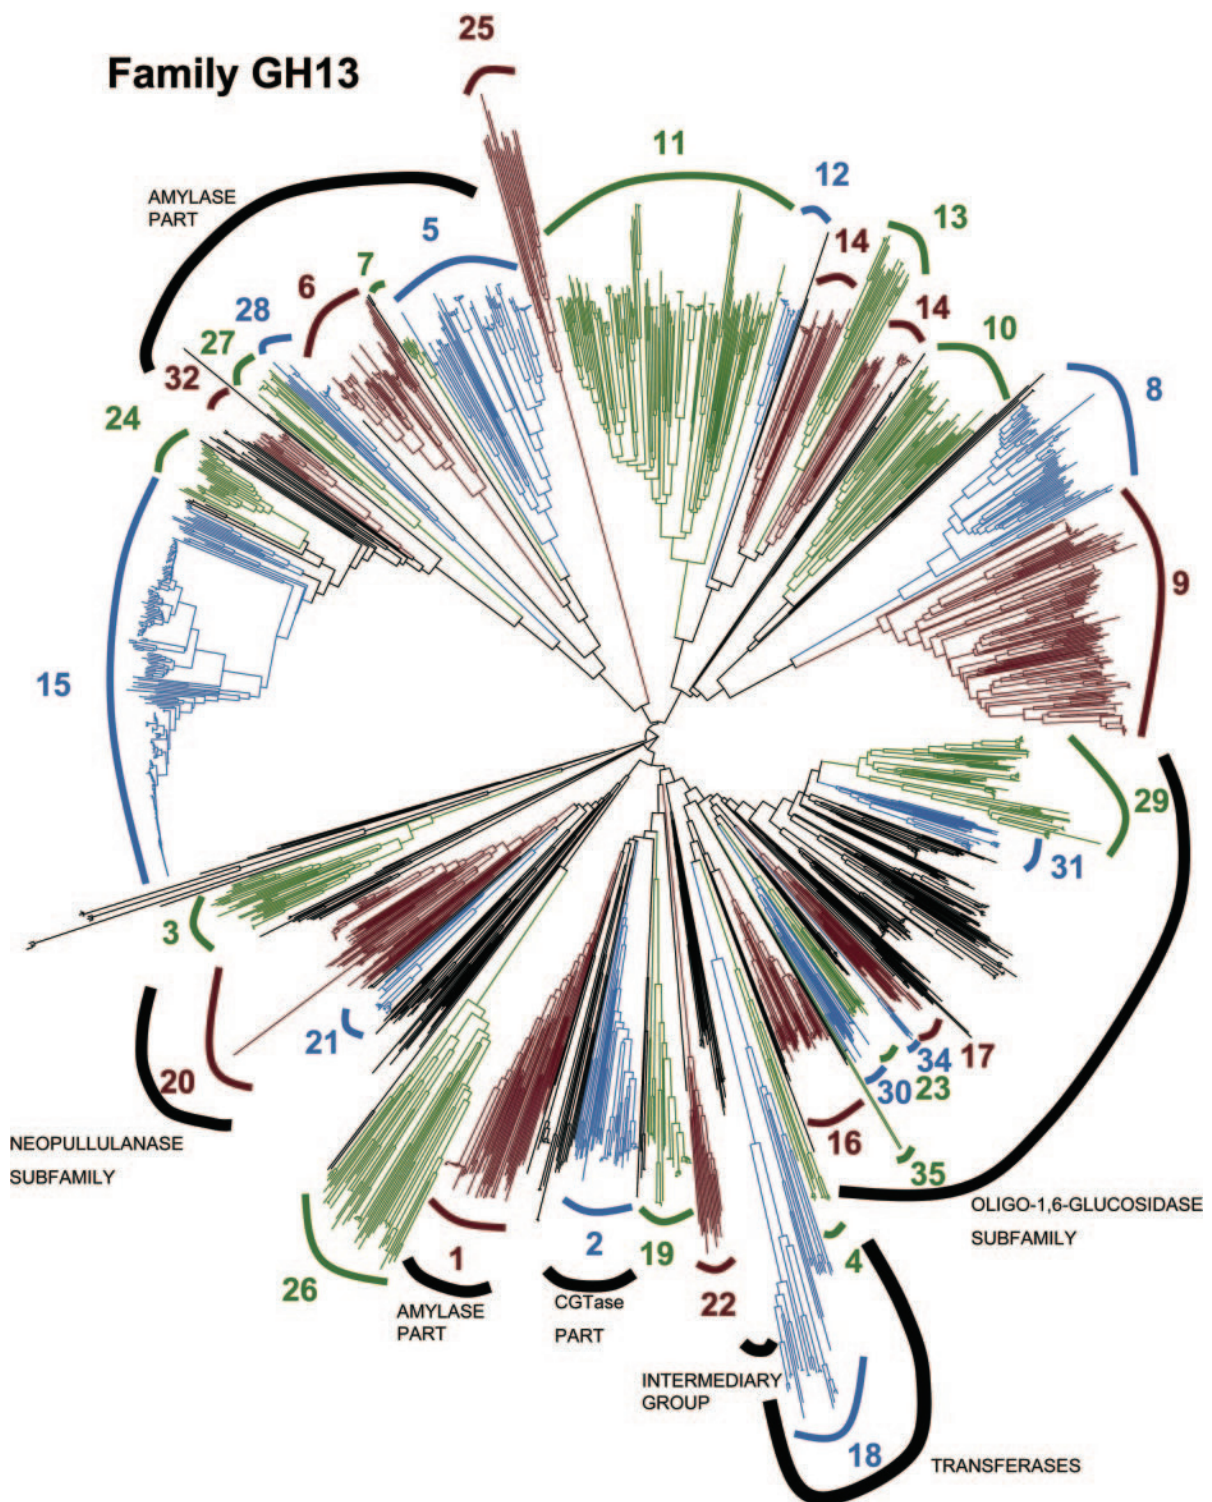 25
Family GH13
11
12
AMYLASE
PART
13
5
14
7
6
28
14
10
27
32
8
24
9
15
29
31
3
21
34
17
20
30
23
16
35
NEOPULLULANASE
SUBFAMILY
OLIGO-1,6-GLUCOSIDASE
SUBFAMILY
1
2
19
4
26
22
AMYLASE
PART
CGTase
PART
INTERMEDIARY
GROUP
18
TRANSFERASES